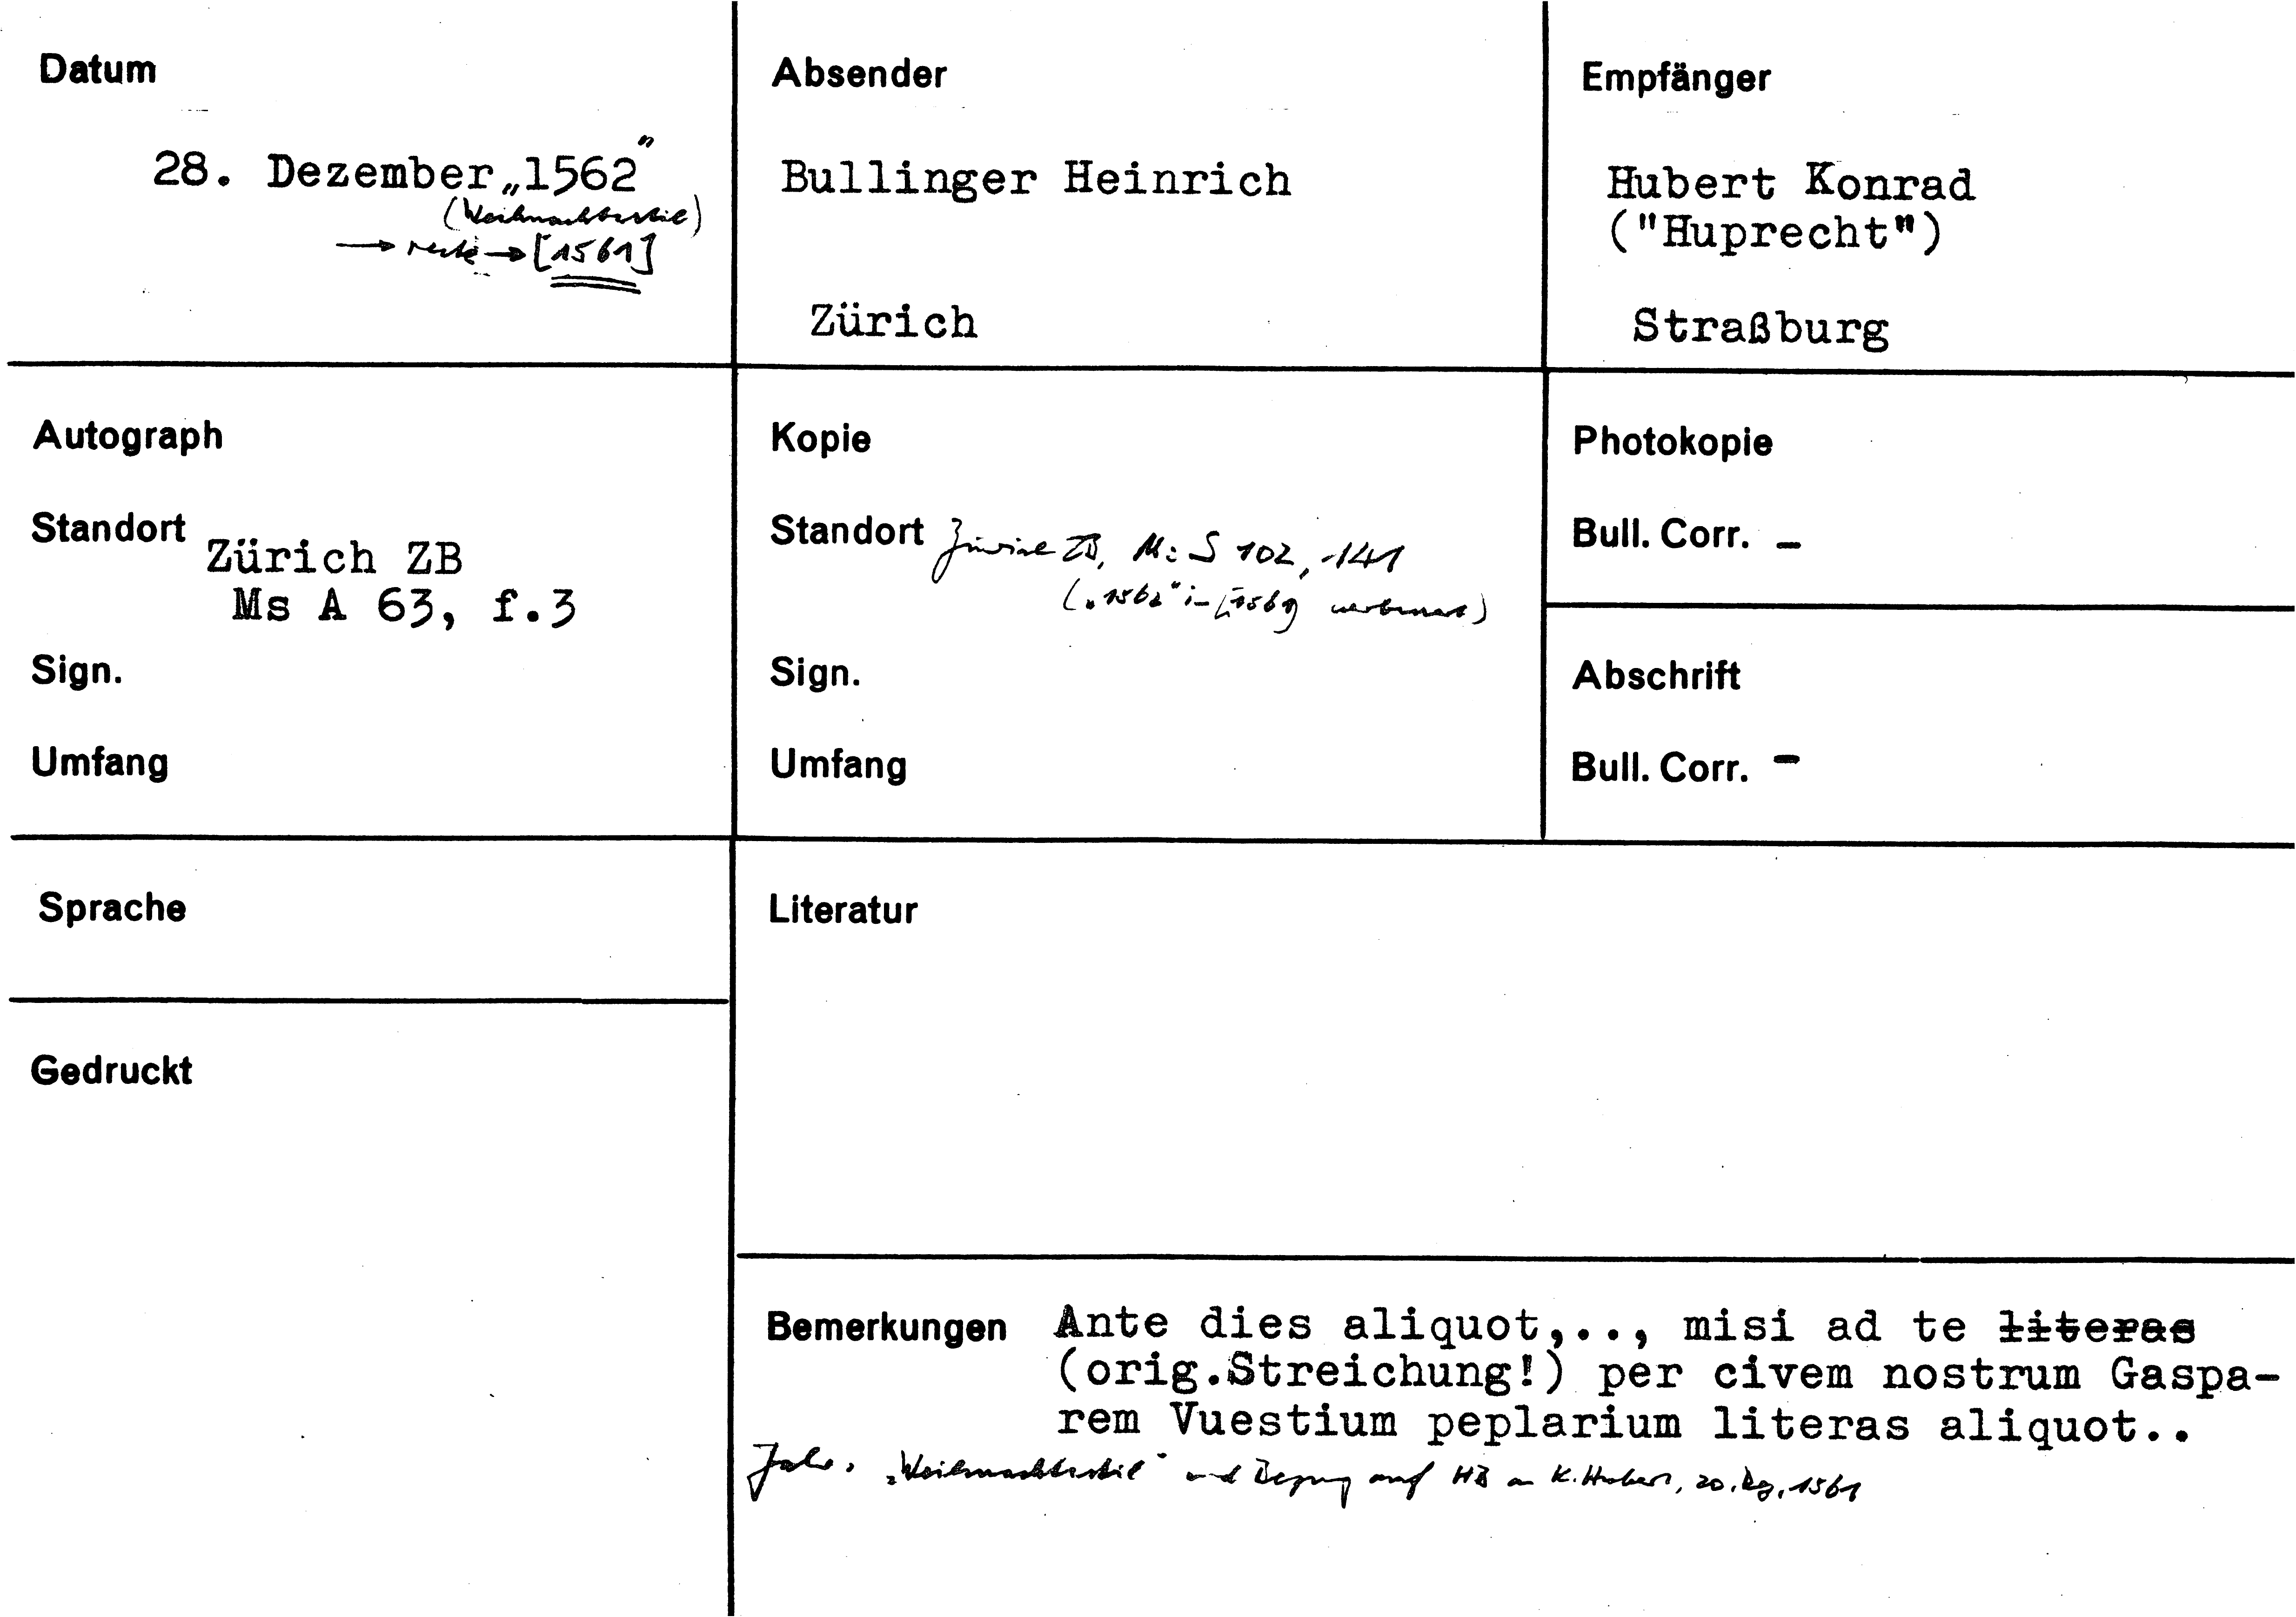 Datum
28. Dezember „1562“
(Weihnachtsstil)
→ recte → [1561]
Absender
Bullinger Heinrich
Zürich
Empfänger
Hubert Konrad
("Huprecht")
Straßburg
Autograph
Standort Zürich ZB
Ms A 63, f.3
Sign.
Umfang
Kopie
Standort Zürich ZB, Ms S 102, 141
(„1562“ in [1561] verbessert)
Sign.
Umfang
Photokopie
Bull. Corr. –
Abschrift
Bull. Corr. –
Sprache
Gedruckt
Literatur
Bemerkungen Ante dies aliquot,.., misi ad te literas
(orig.Streichung!) per civem nostrum Gaspa-
rem Vuestium peplarium literas aliquot..
Jahr: „Weihnachtsstil“ und Bezug auf HB an K. Hubert, 20. Dez. 1561